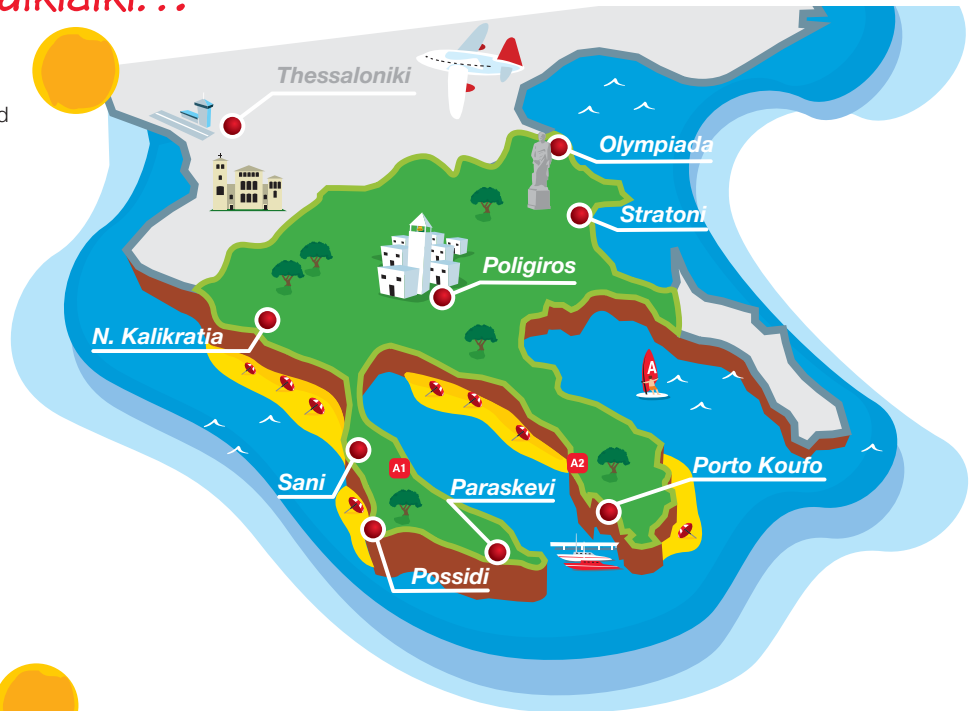 d
Thessaloniki
Olympiada
Stratoni
Poligiros
N. Kalikratia
A
A1
A2
Sani
Paraskevi
Porto Koufo
Possidi